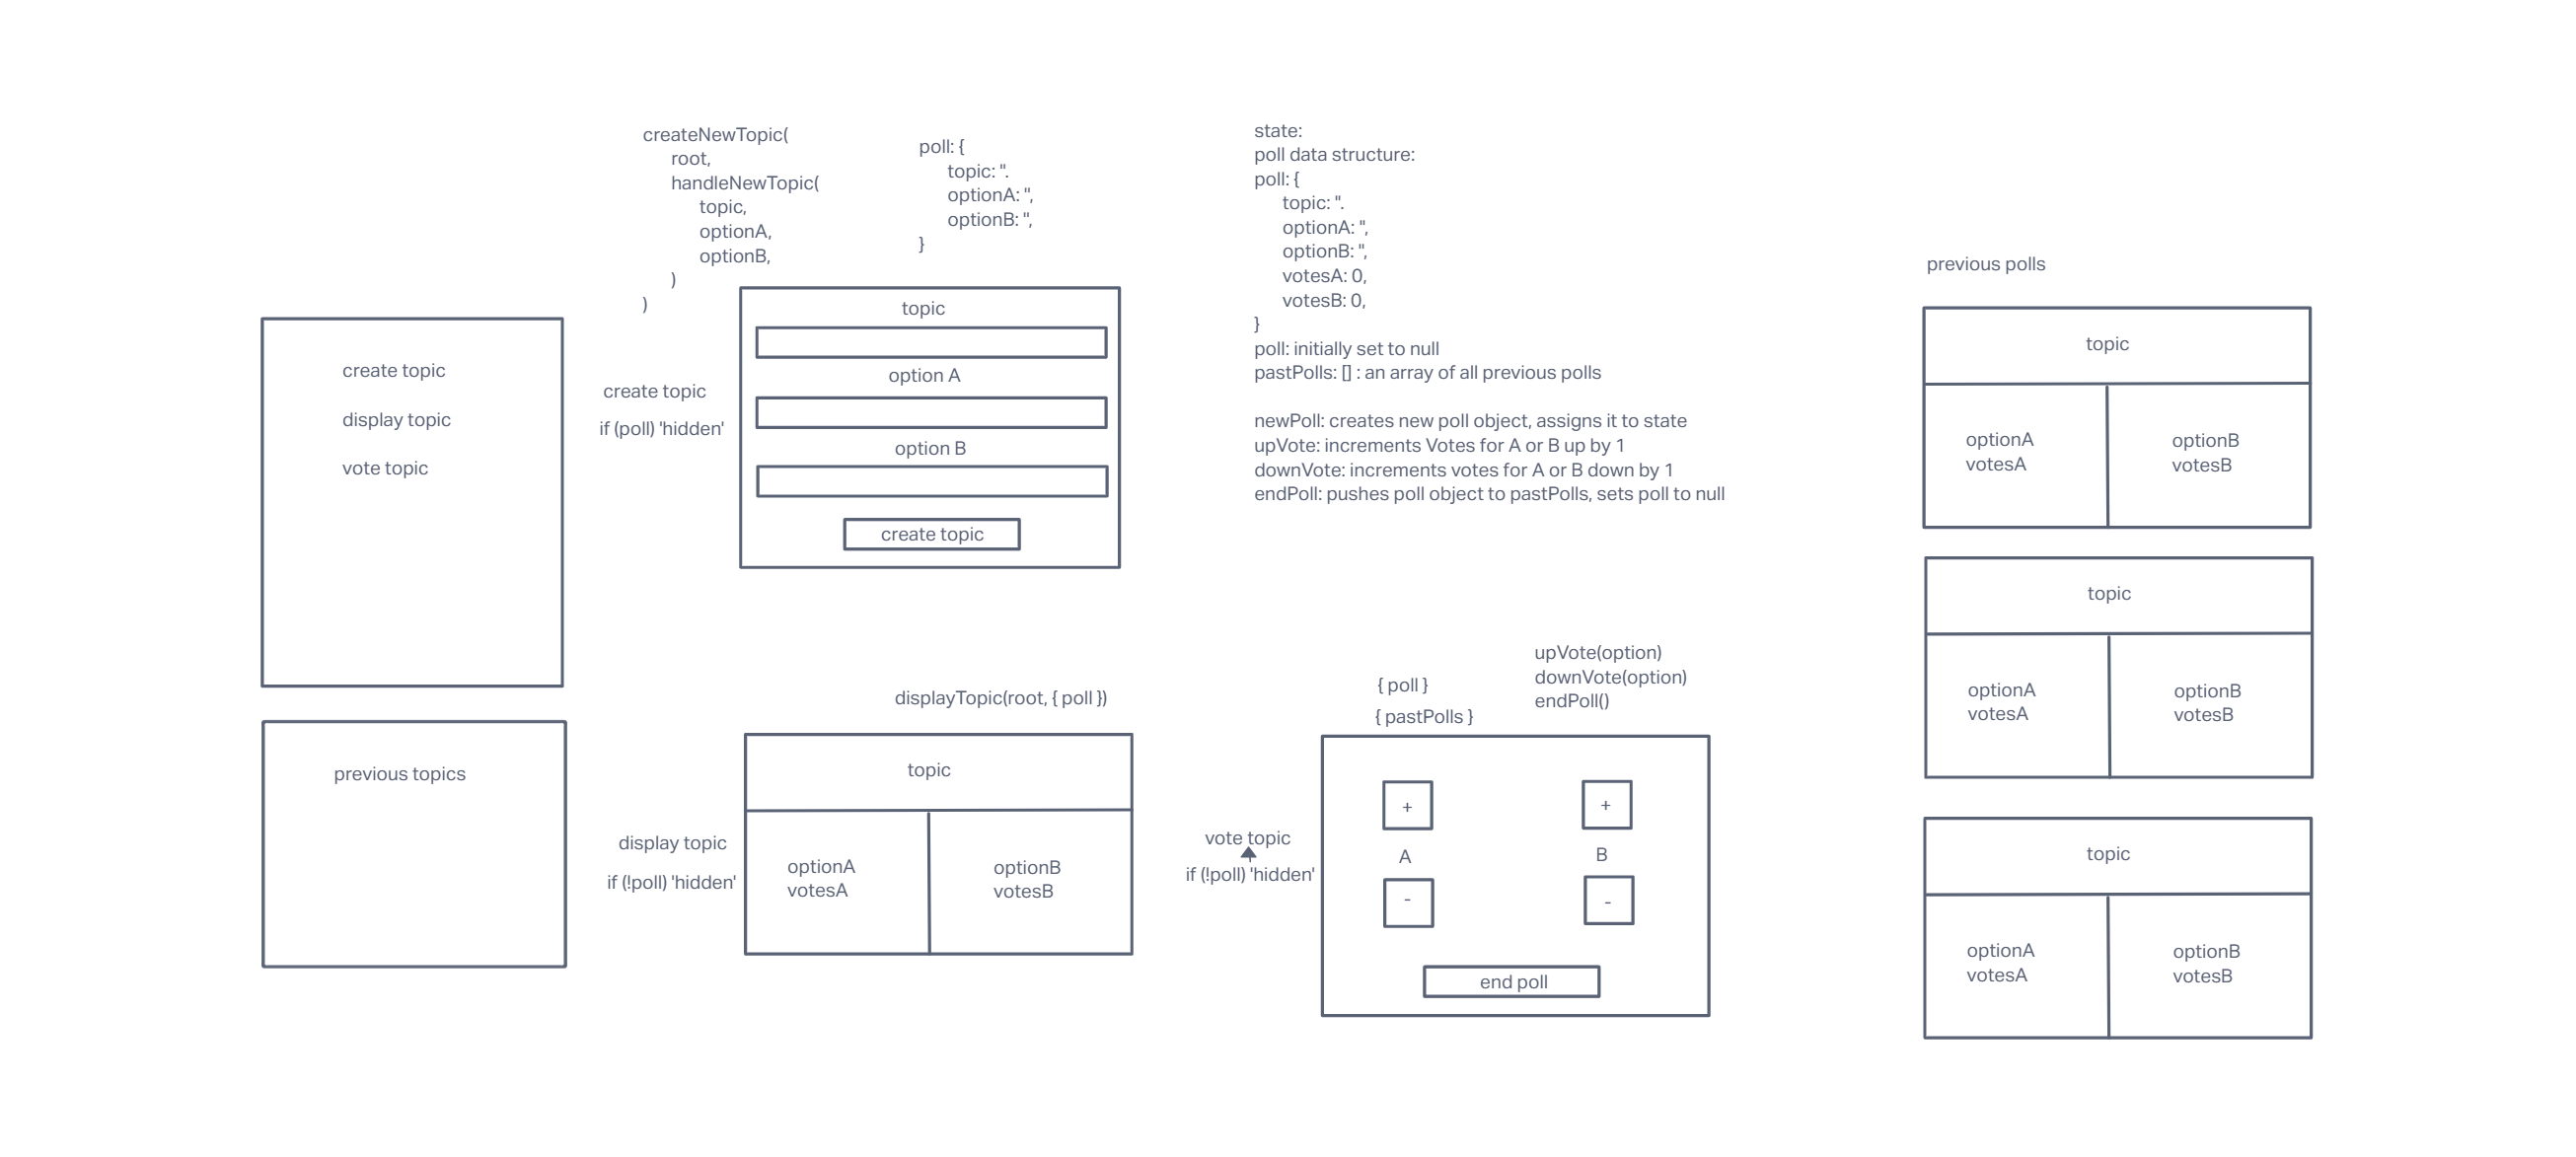 createNewTopic(
root,
handleNewTopic(
topic,
optionA,
optionB,
)
)
poll: {
topic: ''.
optionA: '',
optionB: '',
}
state:
poll data structure:
poll: {
topic: ''.
optionA: '',
optionB: '',
votesA: 0,
votesB: 0,
}
poll: initially set to null
pastPolls: [] : an array of all previous polls
newPoll: creates new poll object, assigns it to state
upVote: increments Votes for A or B up by 1
downVote: increments votes for A or B down by 1
endPoll: pushes poll object to pastPolls, sets poll to null
create topic
display topic
vote topic
previous topics
create topic
if (poll) 'hidden'
topic
option A
option B
create topic
displayTopic(root, { poll })
display topic
if (!poll) 'hidden'
topic
optionA
votesA
optionB
votesB
{ poll }
{ pastPolls }
upVote(option)
downVote(option)
endPoll()
vote topic
if (!poll) 'hidden'
+
A
-
+
B
-
end poll
previous polls
topic
optionA
votesA
optionB
votesB
topic
optionA
votesA
optionB
votesB
topic
optionA
votesA
optionB
votesB